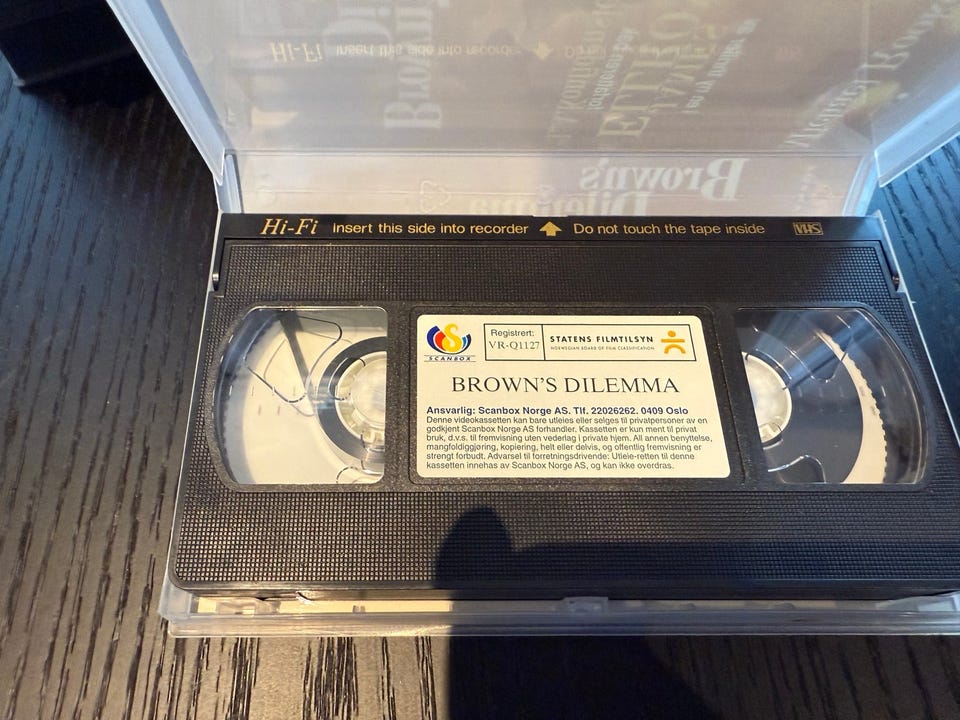 Hi-Fi Insert this side into recorder Do not touch the tape inside VHS
SCANBOX
Registrert:
VR-Q1127
STATENS FILMTILSYN
NORWEGIAN BOARD OF FILM CLASSIFICATION
BROWN'S DILEMMA
Ansvarlig: Scanbox Norge AS. Tlf. 22026262. 0409 Oslo
Denne videokassetten kan bare utleies eller selges til privatpersoner av en
godkjent Scanbox Norge AS forhandler. Kassetten er kun ment til privat
bruk, d.v.s. til fremvisning uten vederlag i private hjem. All annen benyttelse,
mangfoldiggjøring, kopiering, helt eller delvis, og offentlig fremvisning er
strengt forbudt. Advarsel til forretningsdrivende: Utleie-retten til denne
kassetten innehas av Scanbox Norge AS, og kan ikke overdras.
Brown's
Dilemma